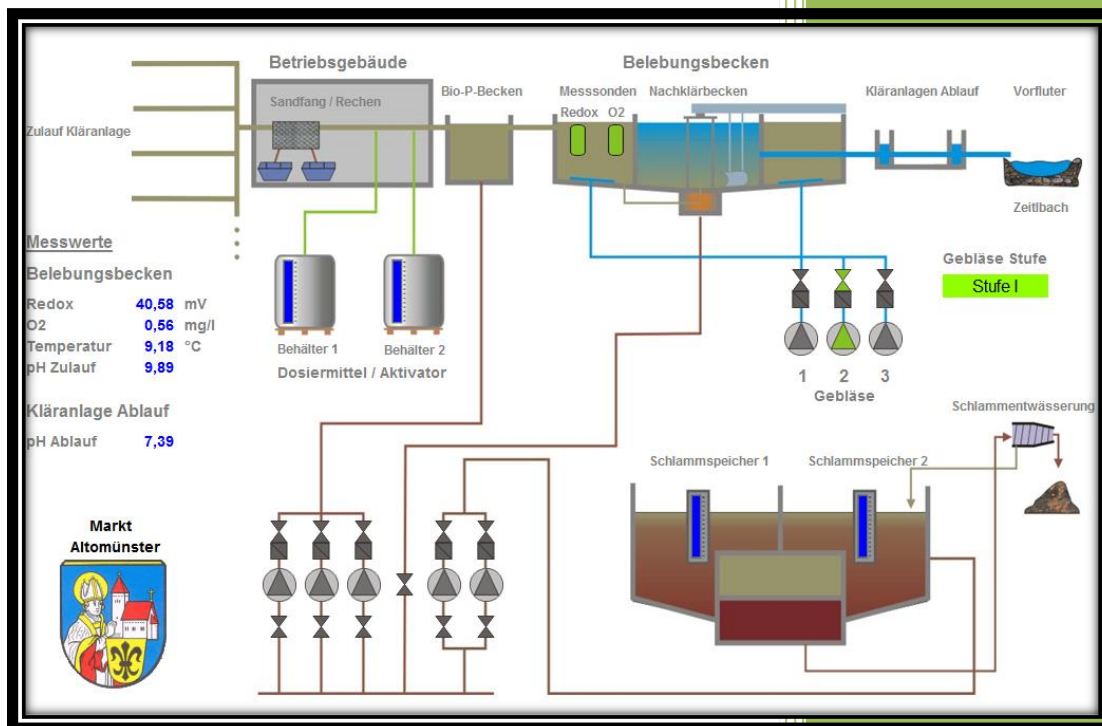 Betriebsgebäude
Belebungsbecken
Sandfang / Rechen
Bio-P-Becken
Messsonden
Nachklärbecken
Kläranlagen Ablauf
Vorfluter
Redox
O2
Zulauf Kläranlage
Zeitlbach
Messwerte
Belebungsbecken
Redox 40,58 mV
O2 0,56 mg/l
Temperatur 9,18 °C
pH Zulauf 9,89
Kläranlage Ablauf
pH Ablauf 7,39
Behälter 1
Behälter 2
Dosiermittel / Aktivator
Gebläse Stufe
Stufe I
1 2 3
Gebläse
Schlammentwässerung
Schlammspeicher 1
Schlammspeicher 2
Markt
Altomünster